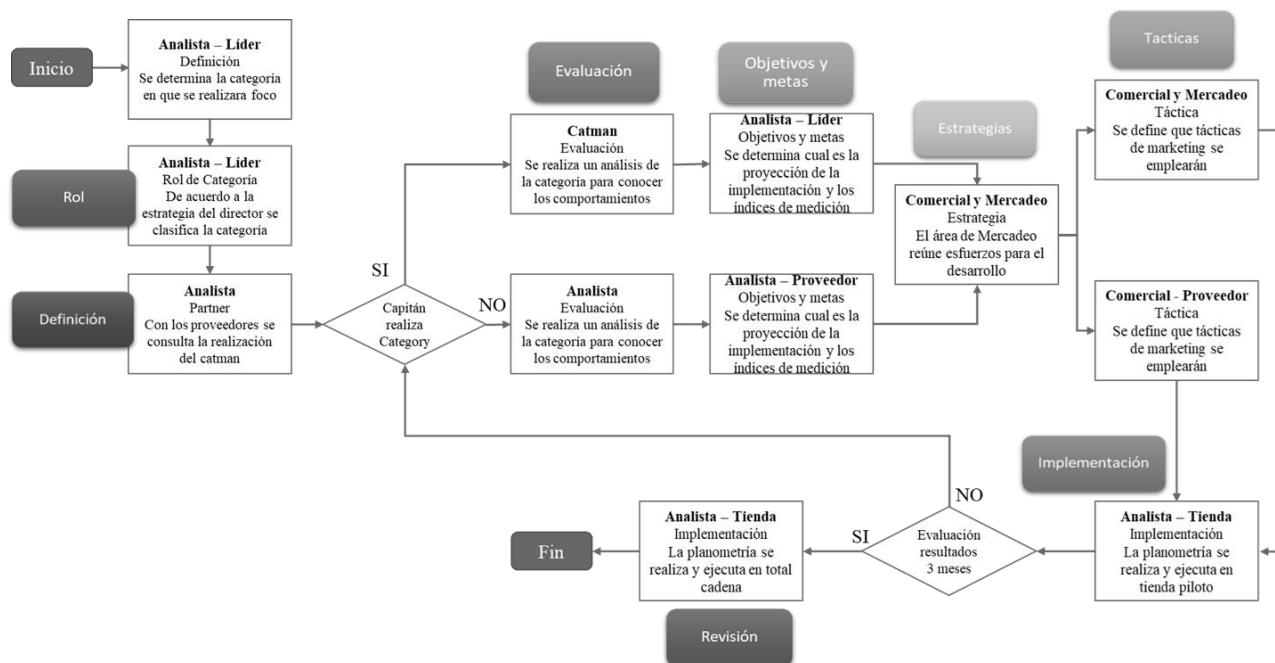 Inicio
Analista – Líder
Definición
Se determina la categoría
en que se realizara foco
Rol
Analista – Líder
Rol de Categoría
De acuerdo a la
estrategia del director se
clasifica la categoría
Definición
Analista
Partner
Con los proveedores se
consulta la realización
del catman
Capitán
realiza
Category
SI
NO
Evaluación
Catman
Evaluación
Se realiza un análisis de
la categoría para conocer
los comportamientos
Analista
Evaluación
Se realiza un análisis de
la categoría para conocer
los comportamientos
Objetivos y
metas
Analista – Líder
Objetivos y metas
Se determina cual es la
proyección de la
implementación y los
índices de medición
Analista – Proveedor
Objetivos y metas
Se determina cual es la
proyección de la
implementación y los
índices de medición
Estrategias
Comercial y Mercadeo
Estrategia
El área de Mercadeo
reúne esfuerzos para el
desarrollo
Tacticas
Comercial y Mercadeo
Táctica
Se define que tácticas
de marketing se
emplearán
Comercial - Proveedor
Táctica
Se define que tácticas
de marketing se
emplearán
Implementación
Analista – Tienda
Implementación
La planometría se
realiza y ejecuta en
tienda piloto
Evaluación
resultados
3 meses
NO
SI
Analista – Tienda
Implementación
La planometría se
realiza y ejecuta en total
cadena
Revisión
Fin